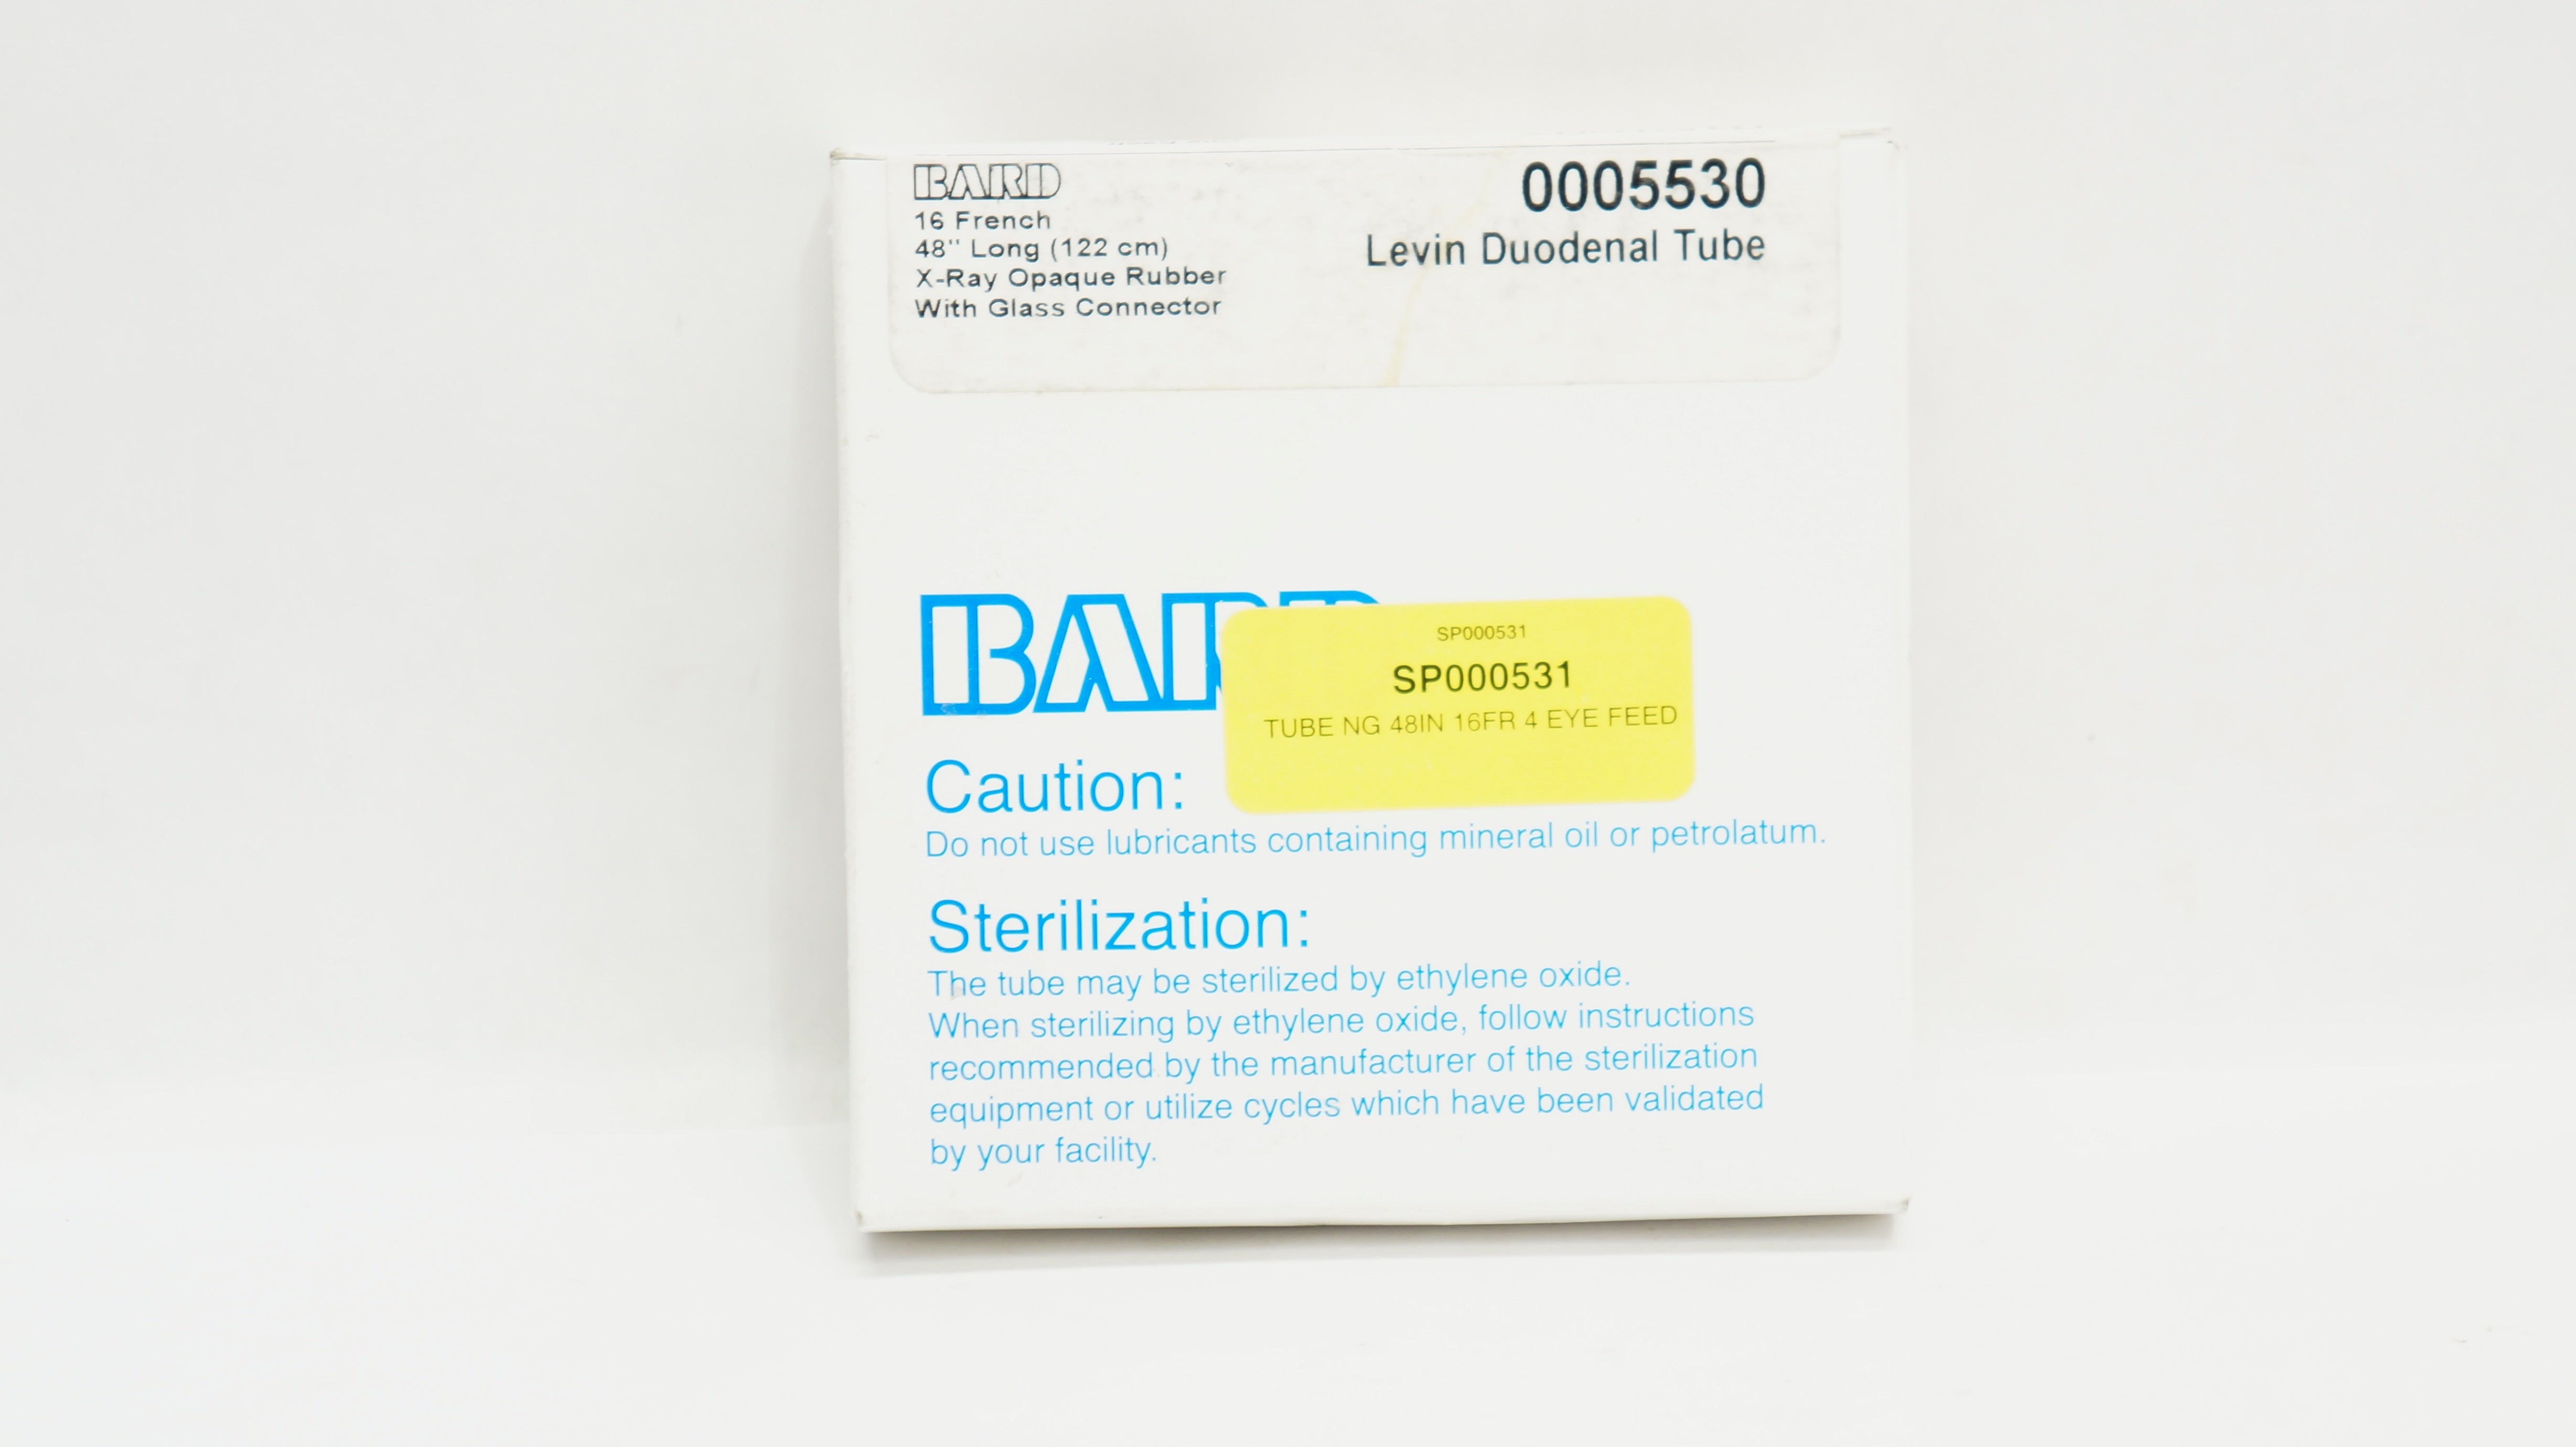 BARD
16 French
48" Long (122 cm)
X-Ray Opaque Rubber
With Glass Connector
0005530
Levin Duodenal Tube
BARD
SP000531
SP000531
TUBE NG 48IN 16FR 4 EYE FEED
Caution:
Do not use lubricants containing mineral oil or petrolatum.
Sterilization:
The tube may be sterilized by ethylene oxide.
When sterilizing by ethylene oxide, follow instructions
recommended by the manufacturer of the sterilization
equipment or utilize cycles which have been validated
by your facility.